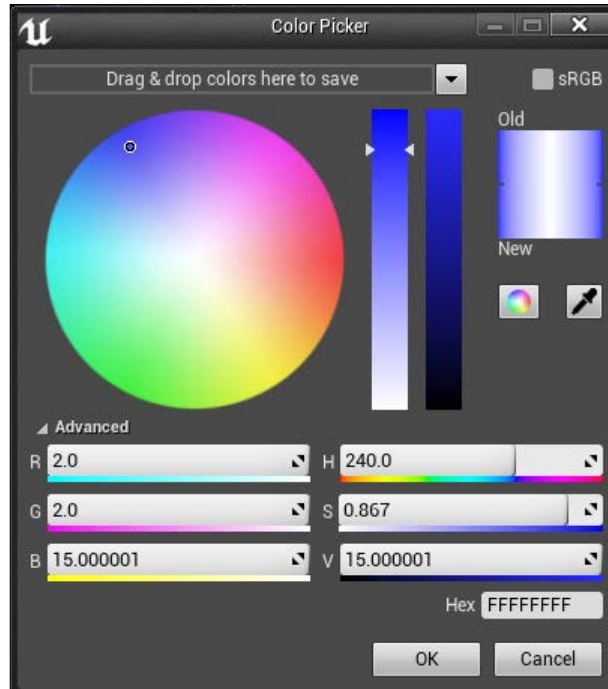 Color Picker
Drag & drop colors here to save
sRGB
Old
New
Advanced
R 2.0 H 240.0
G 2.0 S 0.867
B 15.000001 V 15.000001
Hex FFFFFFFF
OK Cancel